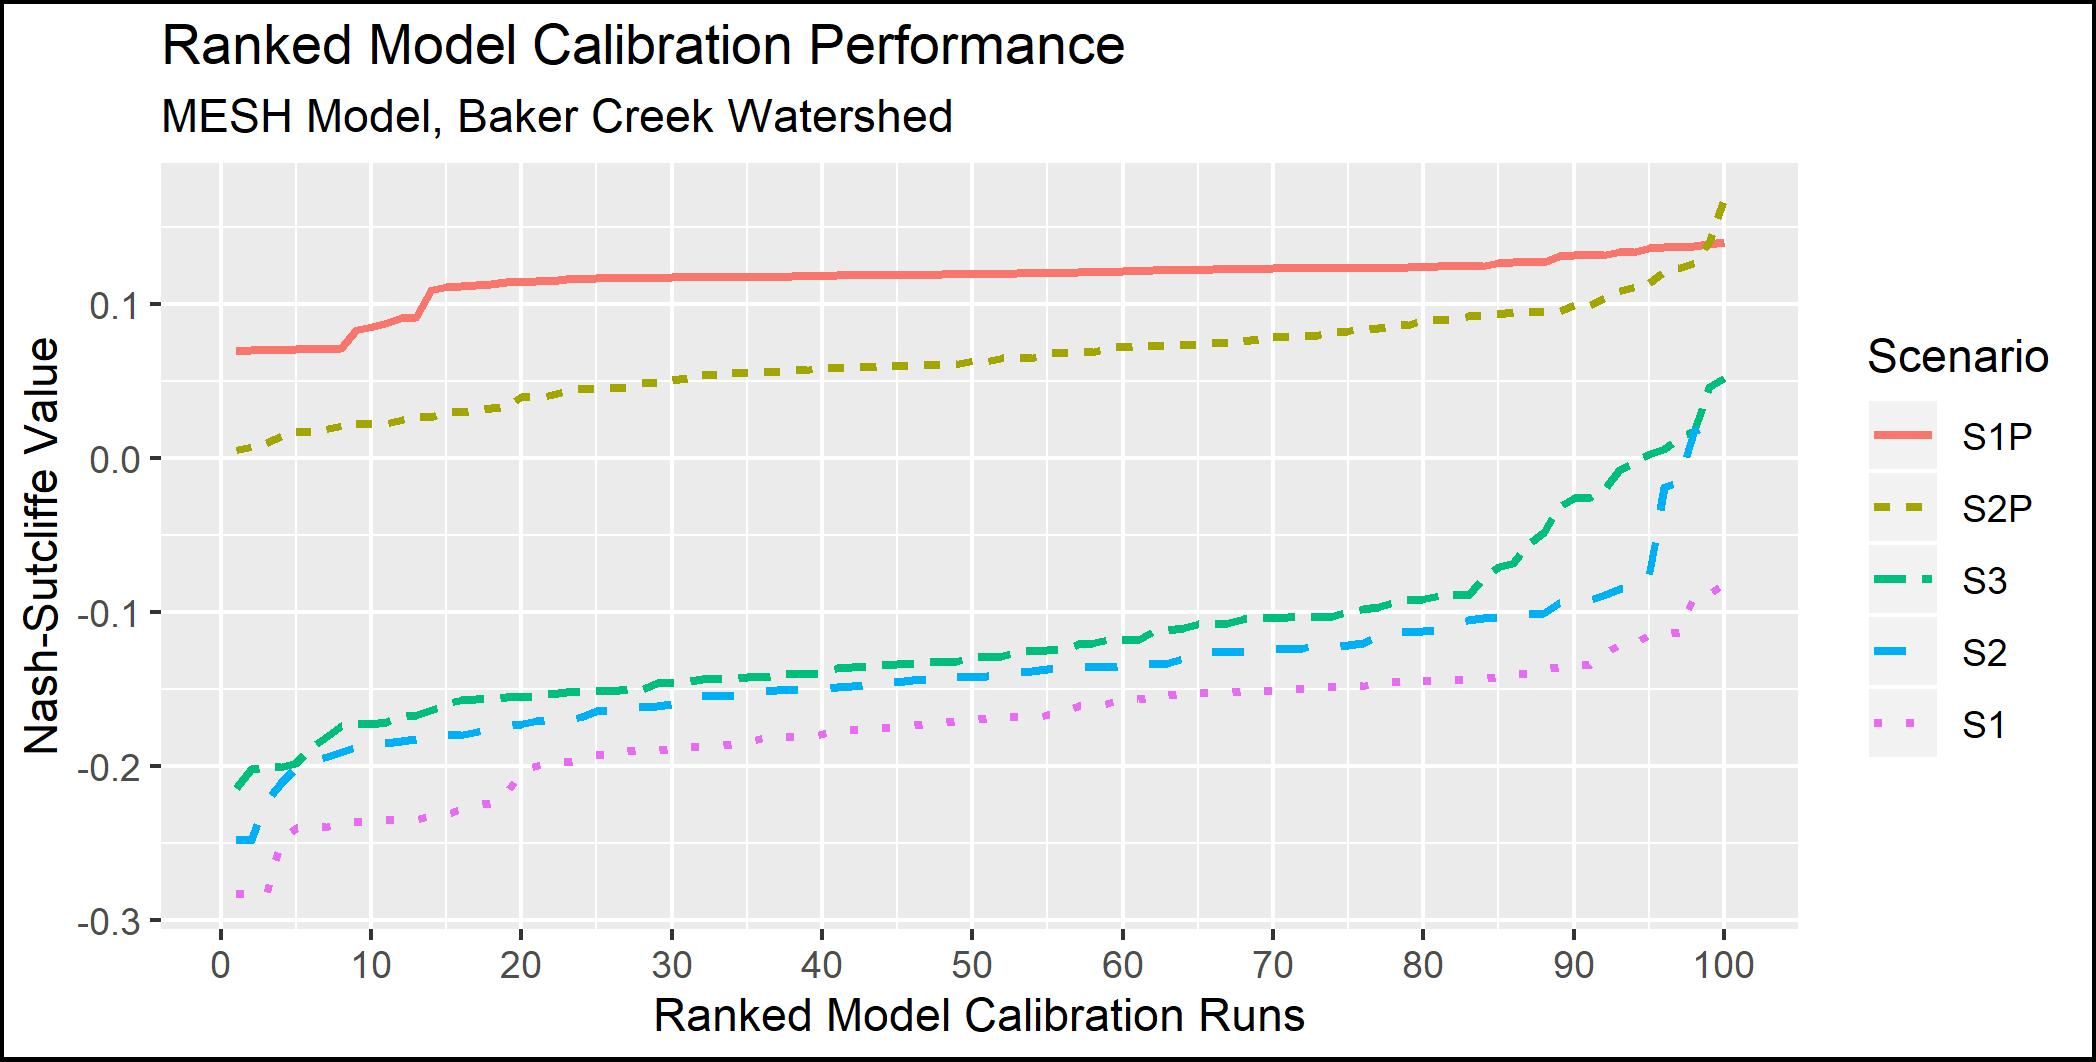 Ranked Model Calibration Performance
MESH Model, Baker Creek Watershed
Nash-Sutcliffe Value
0.1
0.0
-0.1
-0.2
-0.3
0 10 20 30 40 50 60 70 80 90 100
Ranked Model Calibration Runs
Scenario
S1P
S2P
S3
S2
S1